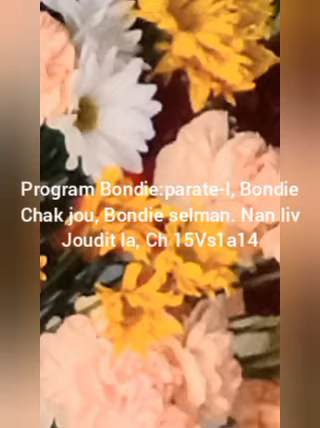 Program Bondie:parate-l, Bondie
Chak jou, Bondie selman. Nan liv
Joudit la, Ch 15Vs1a14